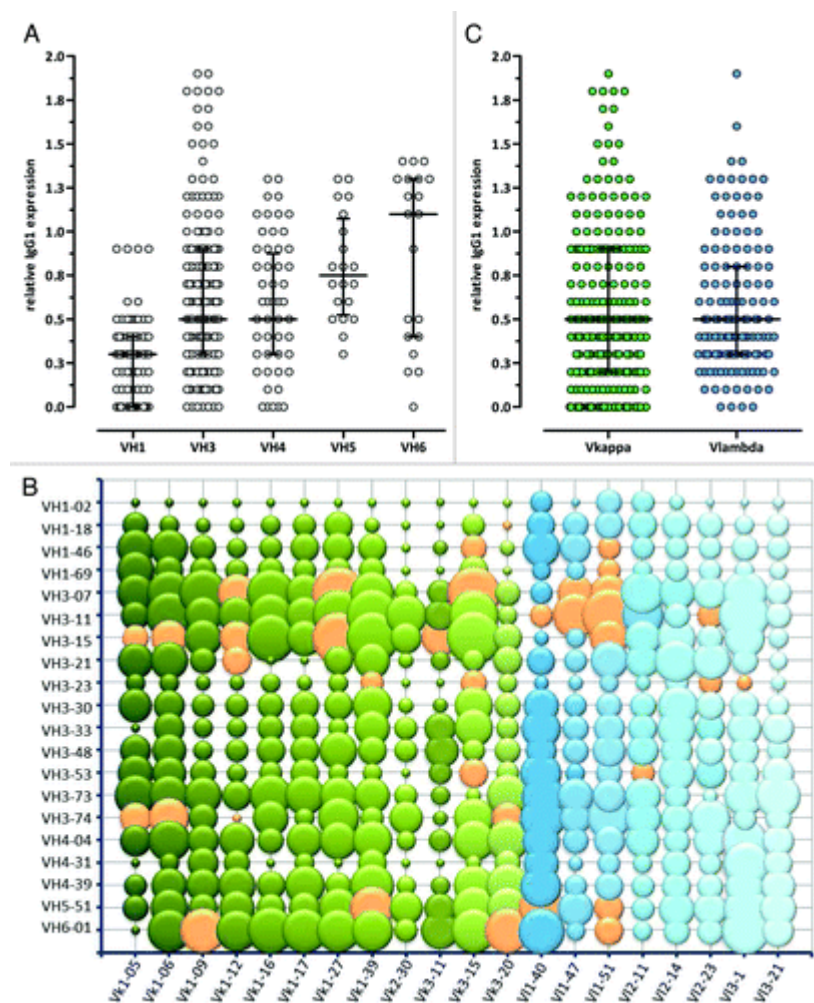 A
C
2.0
1.8
1.5
1.3
1.0
0.8
0.5
0.3
0.0
relative IgG1 expression
VH1 VH3 VH4 VH5 VH6
2.0
1.8
1.5
1.3
1.0
0.8
0.5
0.3
0.0
relative IgG1 expression
Vkappa Vlambda
B
VH1-02
VH1-18
VH1-46
VH1-69
VH3-07
VH3-11
VH3-15
VH3-21
VH3-23
VH3-30
VH3-33
VH3-48
VH3-53
VH3-73
VH3-74
VH4-04
VH4-31
VH4-39
VH5-51
VH6-01
Vk1-05 Vk1-06 Vk1-09 Vk1-12 Vk1-16 Vk1-17 Vk1-27 Vk1-39 Vk2-30 Vk3-11 Vk3-15 Vk3-20 Vl1-40 Vl1-47 Vl1-51 Vl2-11 Vl2-14 Vl2-23 Vl3-1 Vl3-21